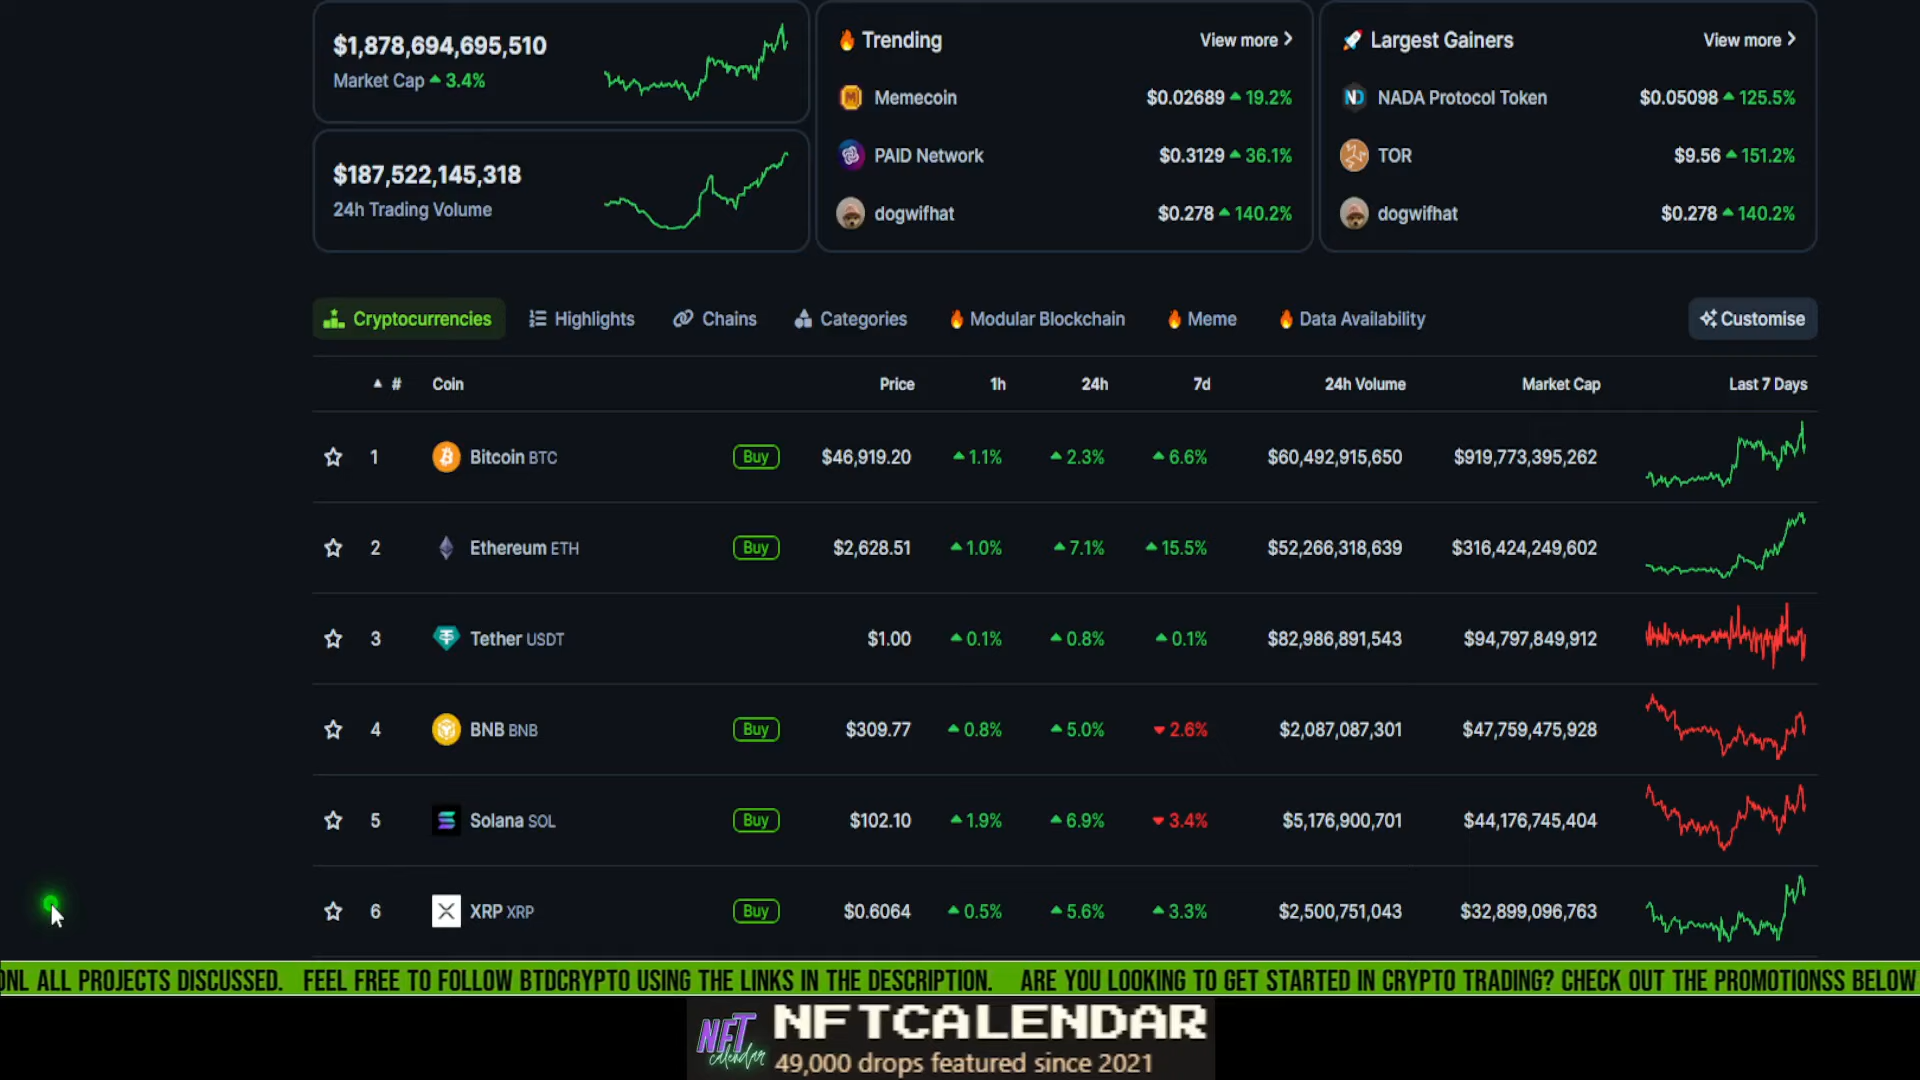 $1,878,694,695,510
Market Cap 3.4%
$187,522,145,318
24h Trading Volume
Trending View more
Memecoin $0.02689 19.2%
PAID Network $0.3129 36.1%
dogwifhat $0.278 140.2%
Largest Gainers View more
NADA Protocol Token $0.05098 125.5%
TOR $9.56 151.2%
dogwifhat $0.278 140.2%
Cryptocurrencies Highlights Chains Categories Modular Blockchain Meme Data Availability Customise
# Coin Price 1h 24h 7d 24h Volume Market Cap Last 7 Days
1 Bitcoin BTC Buy $46,919.20 1.1% 2.3% 6.6% $60,492,915,650 $919,773,395,262
2 Ethereum ETH Buy $2,628.51 1.0% 7.1% 15.5% $52,266,318,639 $316,424,249,602
3 Tether USDT $1.00 0.1% 0.8% 0.1% $82,986,891,543 $94,797,849,912
4 BNB BNB Buy $309.77 0.8% 5.0% 2.6% $2,087,087,301 $47,759,475,928
5 Solana SOL Buy $102.10 1.9% 6.9% 3.4% $5,176,900,701 $44,176,745,404
6 XRP XRP Buy $0.6064 0.5% 5.6% 3.3% $2,500,751,043 $32,899,096,763
ONL ALL PROJECTS DISCUSSED. FEEL FREE TO FOLLOW BTDCRYPTO USING THE LINKS IN THE DESCRIPTION. ARE YOU LOOKING TO GET STARTED IN CRYPTO TRADING? CHECK OUT THE PROMOTIONSS BELOW
NFT calendar
NFTCALENDAR
49,000 drops featured since 2021